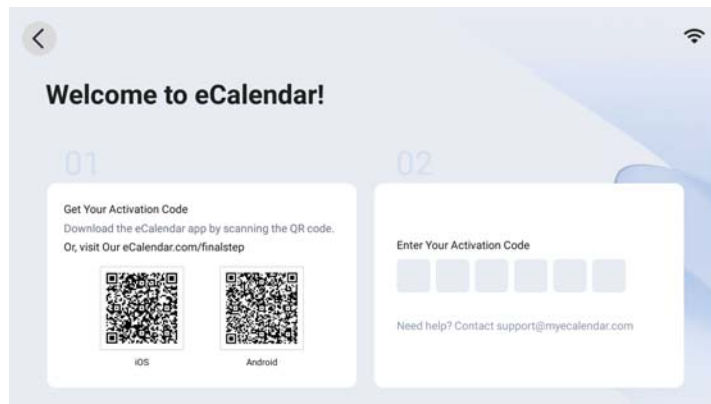 Welcome to eCalendar!
01
02
Get Your Activation Code
Download the eCalendar app by scanning the QR code.
Or, visit Our eCalendar.com/finalstep
iOS
Android
Enter Your Activation Code
Need help? Contact support@myecalendar.com